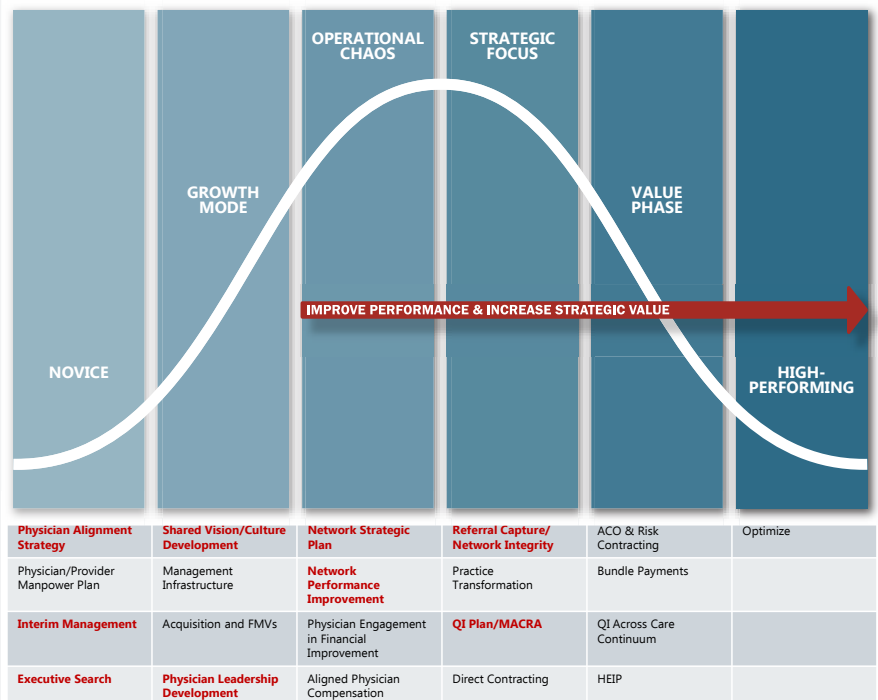 OPERATIONAL
CHAOS
STRATEGIC
FOCUS
GROWTH
MODE
VALUE
PHASE
IMPROVE PERFORMANCE & INCREASE STRATEGIC VALUE
NOVICE
HIGH-
PERFORMING
Physician Alignment
Strategy
Shared Vision/Culture
Development
Network Strategic
Plan
Referral Capture/
Network Integrity
ACO & Risk
Contracting
Optimize
Physician/Provider
Manpower Plan
Management
Infrastructure
Network
Performance
Improvement
Practice
Transformation
Bundle Payments
Interim Management
Acquisition and FMVs
Physician Engagement
in Financial
Improvement
QI Plan/MACRA
QI Across Care
Continuum
Executive Search
Physician Leadership
Development
Aligned Physician
Compensation
Direct Contracting
HEIP